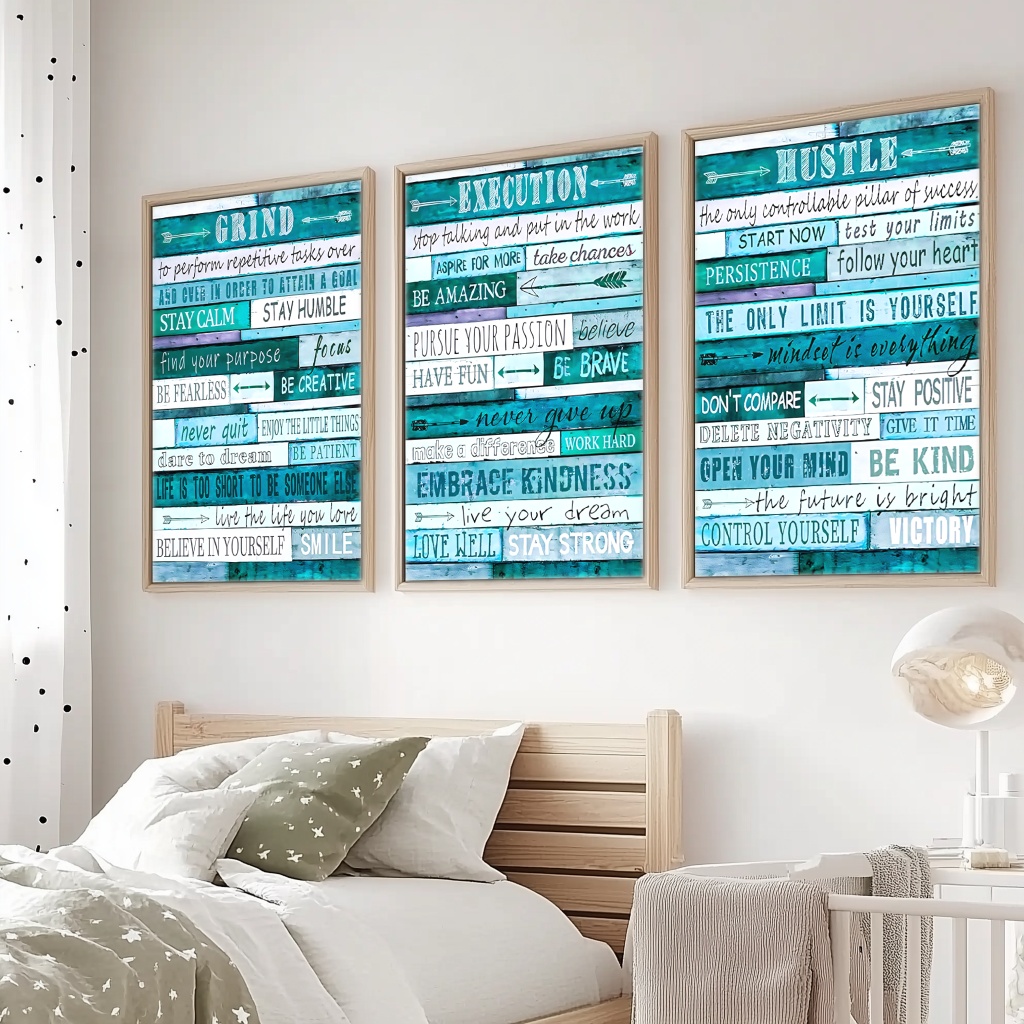 GRIND
to perform repetitive tasks over
AND OVER IN ORDER TO ATTAIN A GOAL
STAY CALM STAY HUMBLE
find your purpose focus
BE FEARLESS BE CREATIVE
never quit ENJOY THE LITTLE THINGS
dare to dream BE PATIENT
LIFE IS TOO SHORT TO BE SOMEONE ELSE
live the life you love
BELIEVE IN YOURSELF SMILE
EXECUTION
stop talking and put in the work
ASPIRE FOR MORE take chances
BE AMAZING
PURSUE YOUR PASSION believe
HAVE FUN BE BRAVE
never give up
make a difference WORK HARD
EMBRACE KINDNESS
live your dream
LOVE WELL STAY STRONG
HUSTLE
the only controllable pillar of success
START NOW test your limits
PERSISTENCE follow your heart
THE ONLY LIMIT IS YOURSELF
mindset is everything
DON'T COMPARE STAY POSITIVE
DELETE NEGATIVITY GIVE IT TIME
OPEN YOUR MIND BE KIND
the future is bright
CONTROL YOURSELF VICTORY